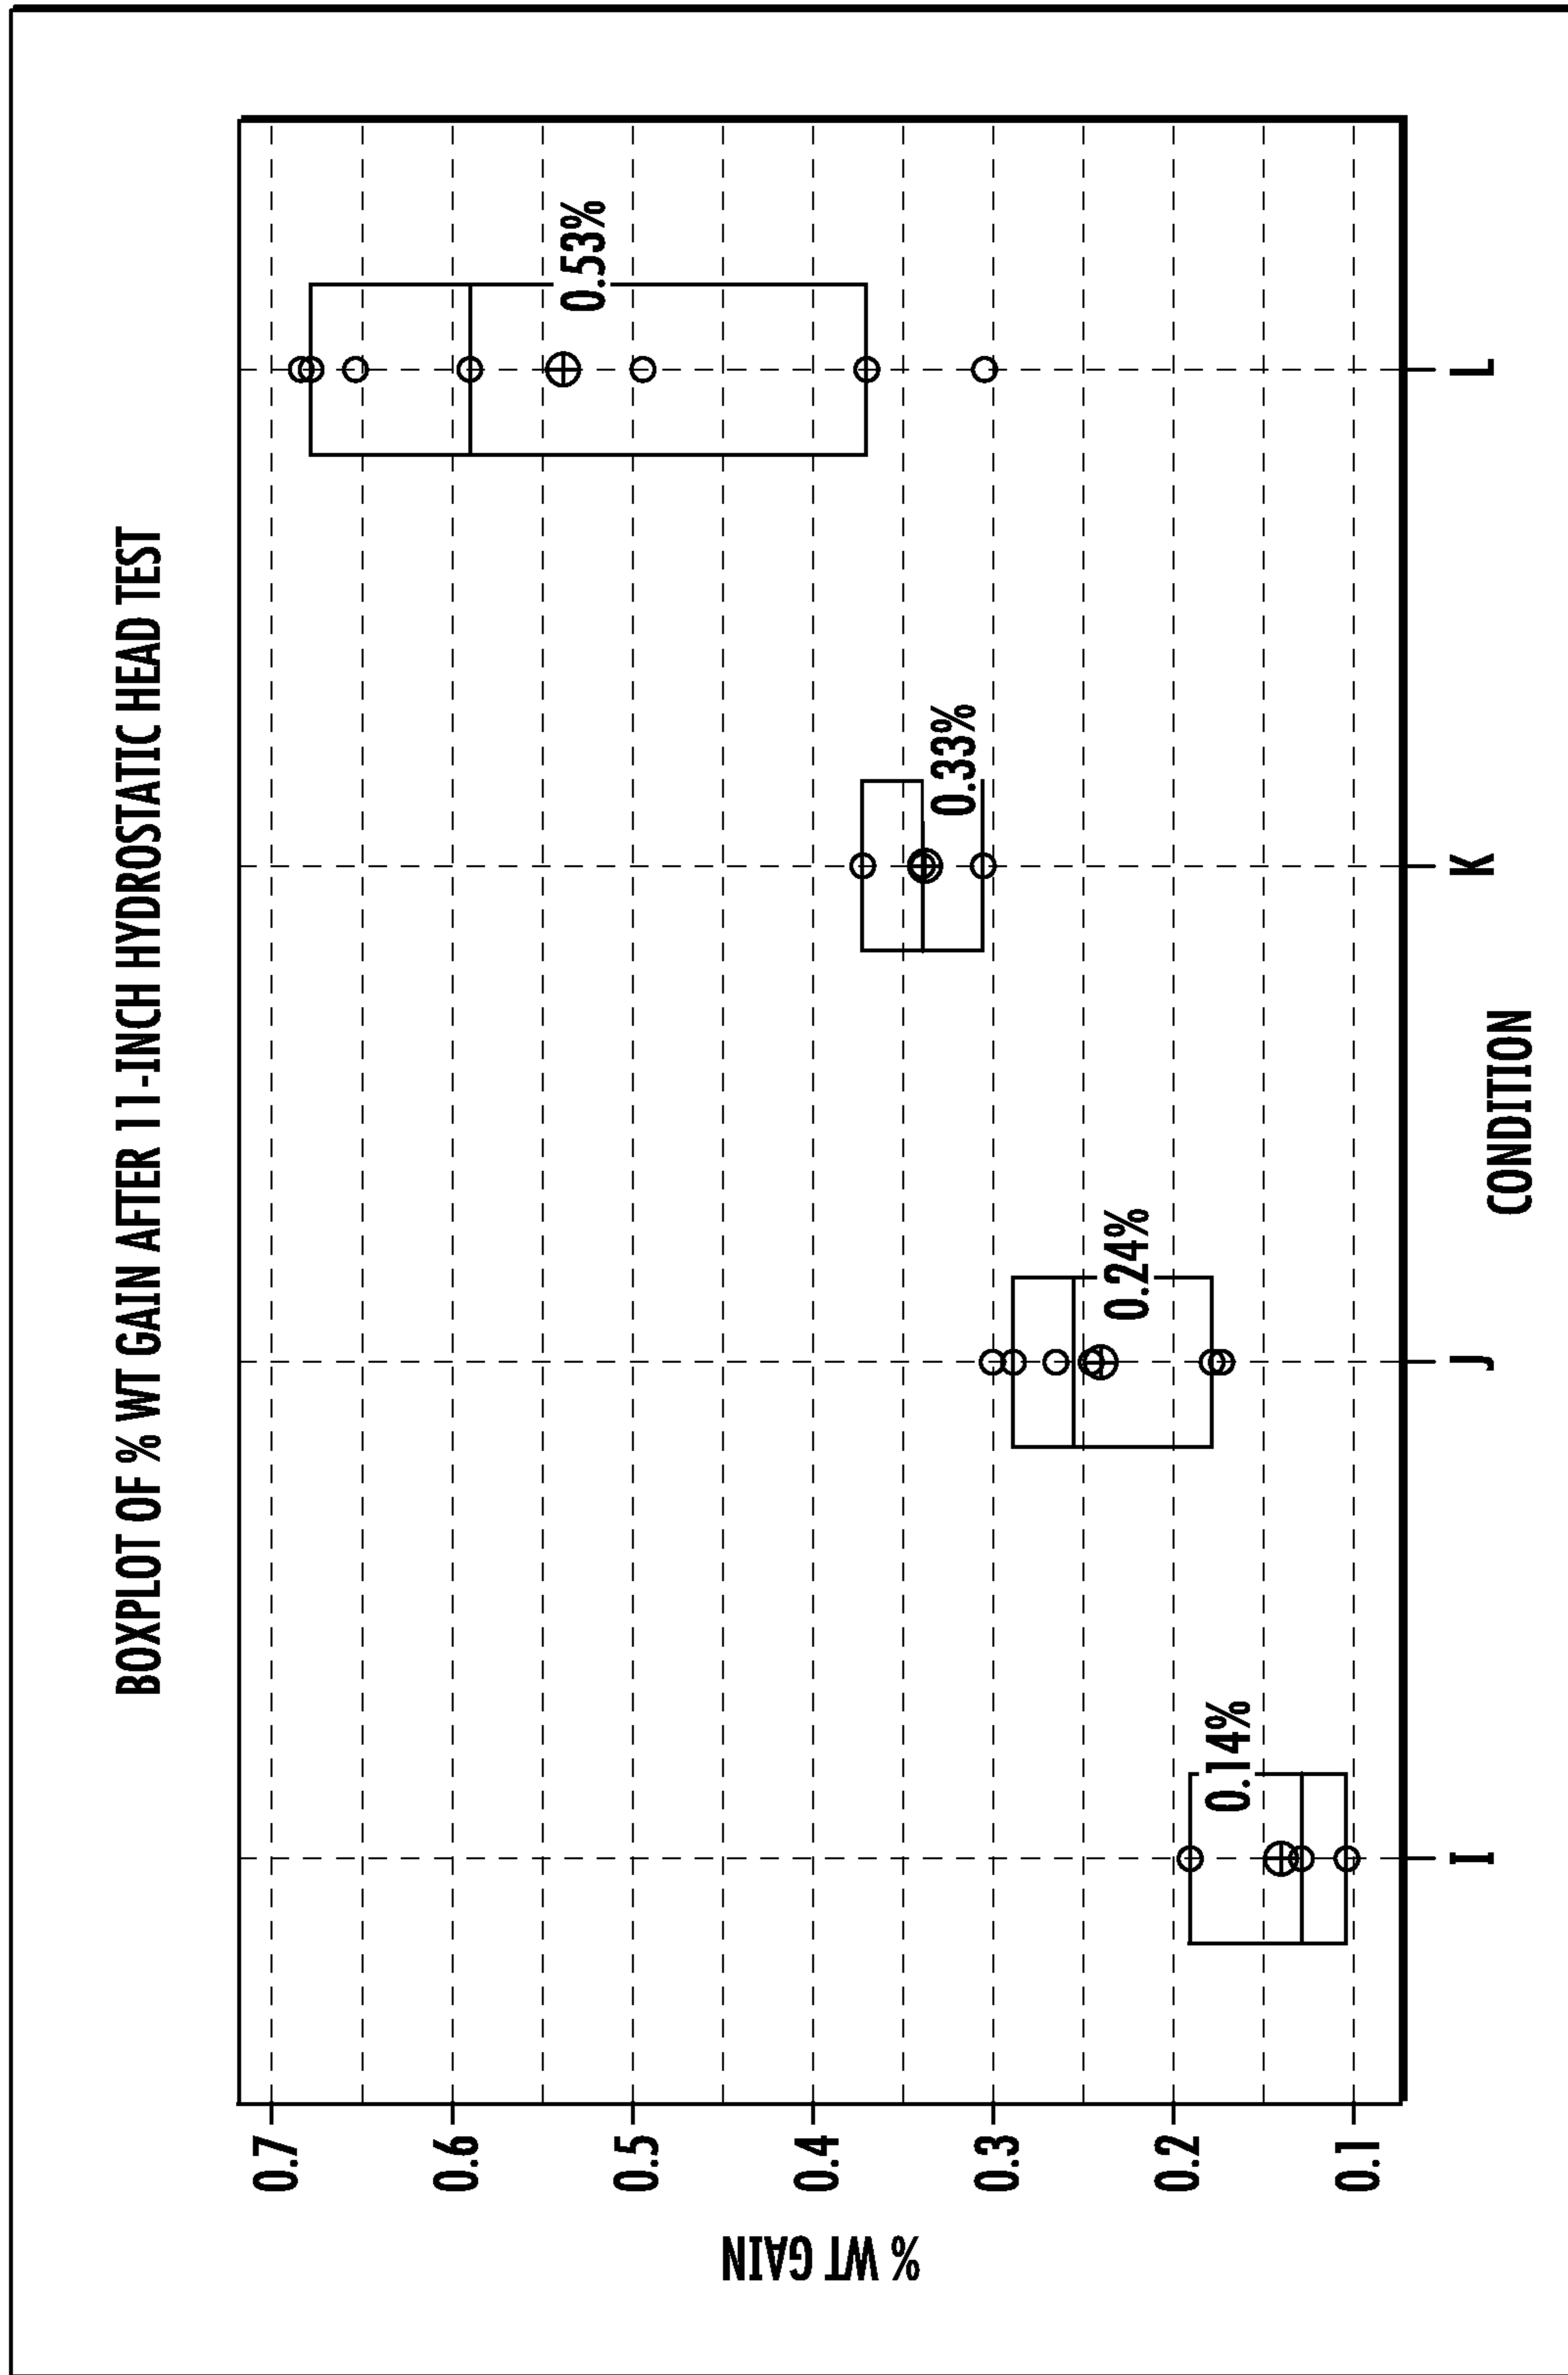 BOXPLOT OF % WT GAIN AFTER 11-INCH HYDROSTATIC HEAD TEST
% WT GAIN
0.7
0.6
0.5
0.4
0.3
0.2
0.1
0.14%
0.24%
0.33%
0.53%
I
J
K
L
CONDITION